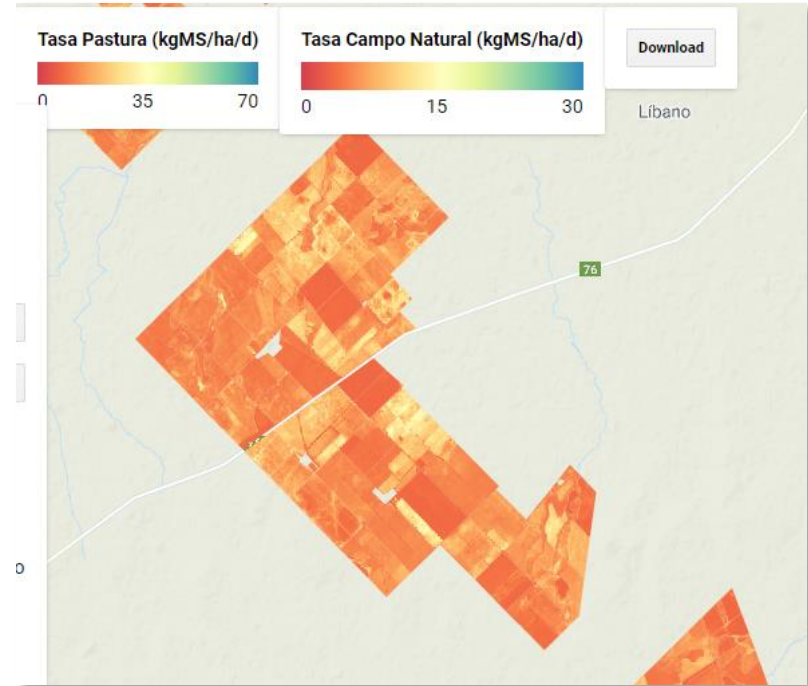 Tasa Pastura (kgMS/ha/d)
0 35 70
Tasa Campo Natural (kgMS/ha/d)
0 15 30
Download
Líbano
76
o